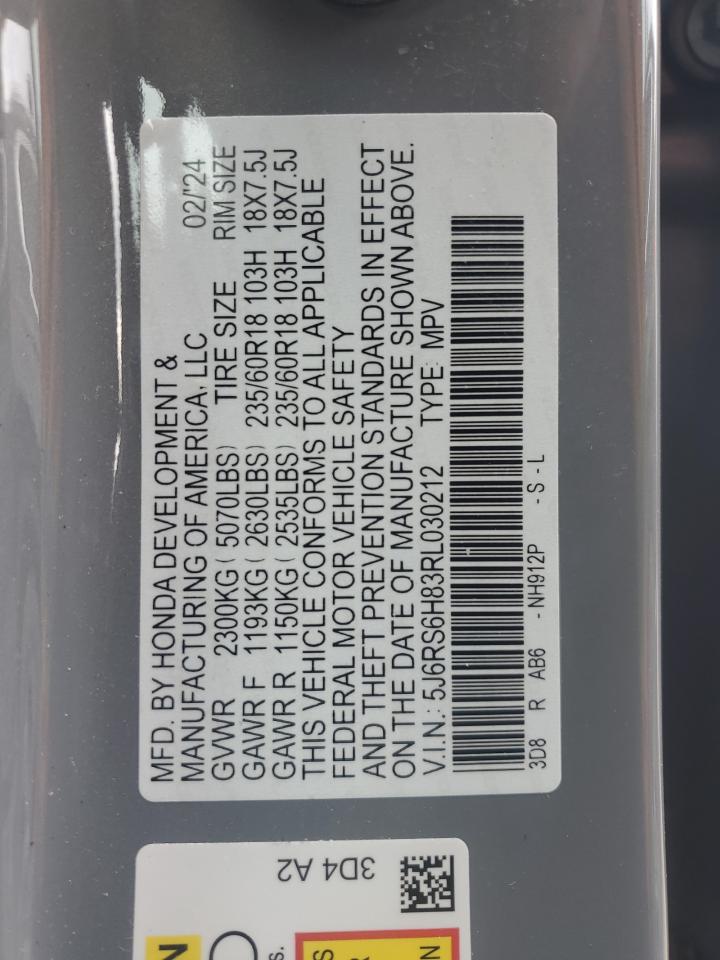 MFD. BY HONDA DEVELOPMENT &
MANUFACTURING OF AMERICA, LLC 02/'24
GVWR 2300KG ( 5070LBS) TIRE SIZE RIM SIZE
GAWR F 1193KG ( 2630LBS) 235/60R18 103H 18X7.5J
GAWR R 1150KG ( 2535LBS) 235/60R18 103H 18X7.5J
THIS VEHICLE CONFORMS TO ALL APPLICABLE
FEDERAL MOTOR VEHICLE SAFETY
AND THEFT PREVENTION STANDARDS IN EFFECT
ON THE DATE OF MANUFACTURE SHOWN ABOVE.
V.I.N.: 5J6RS6H83RL030212 TYPE: MPV
3D8 R AB6 - NH912P - S - L
3D4 A2